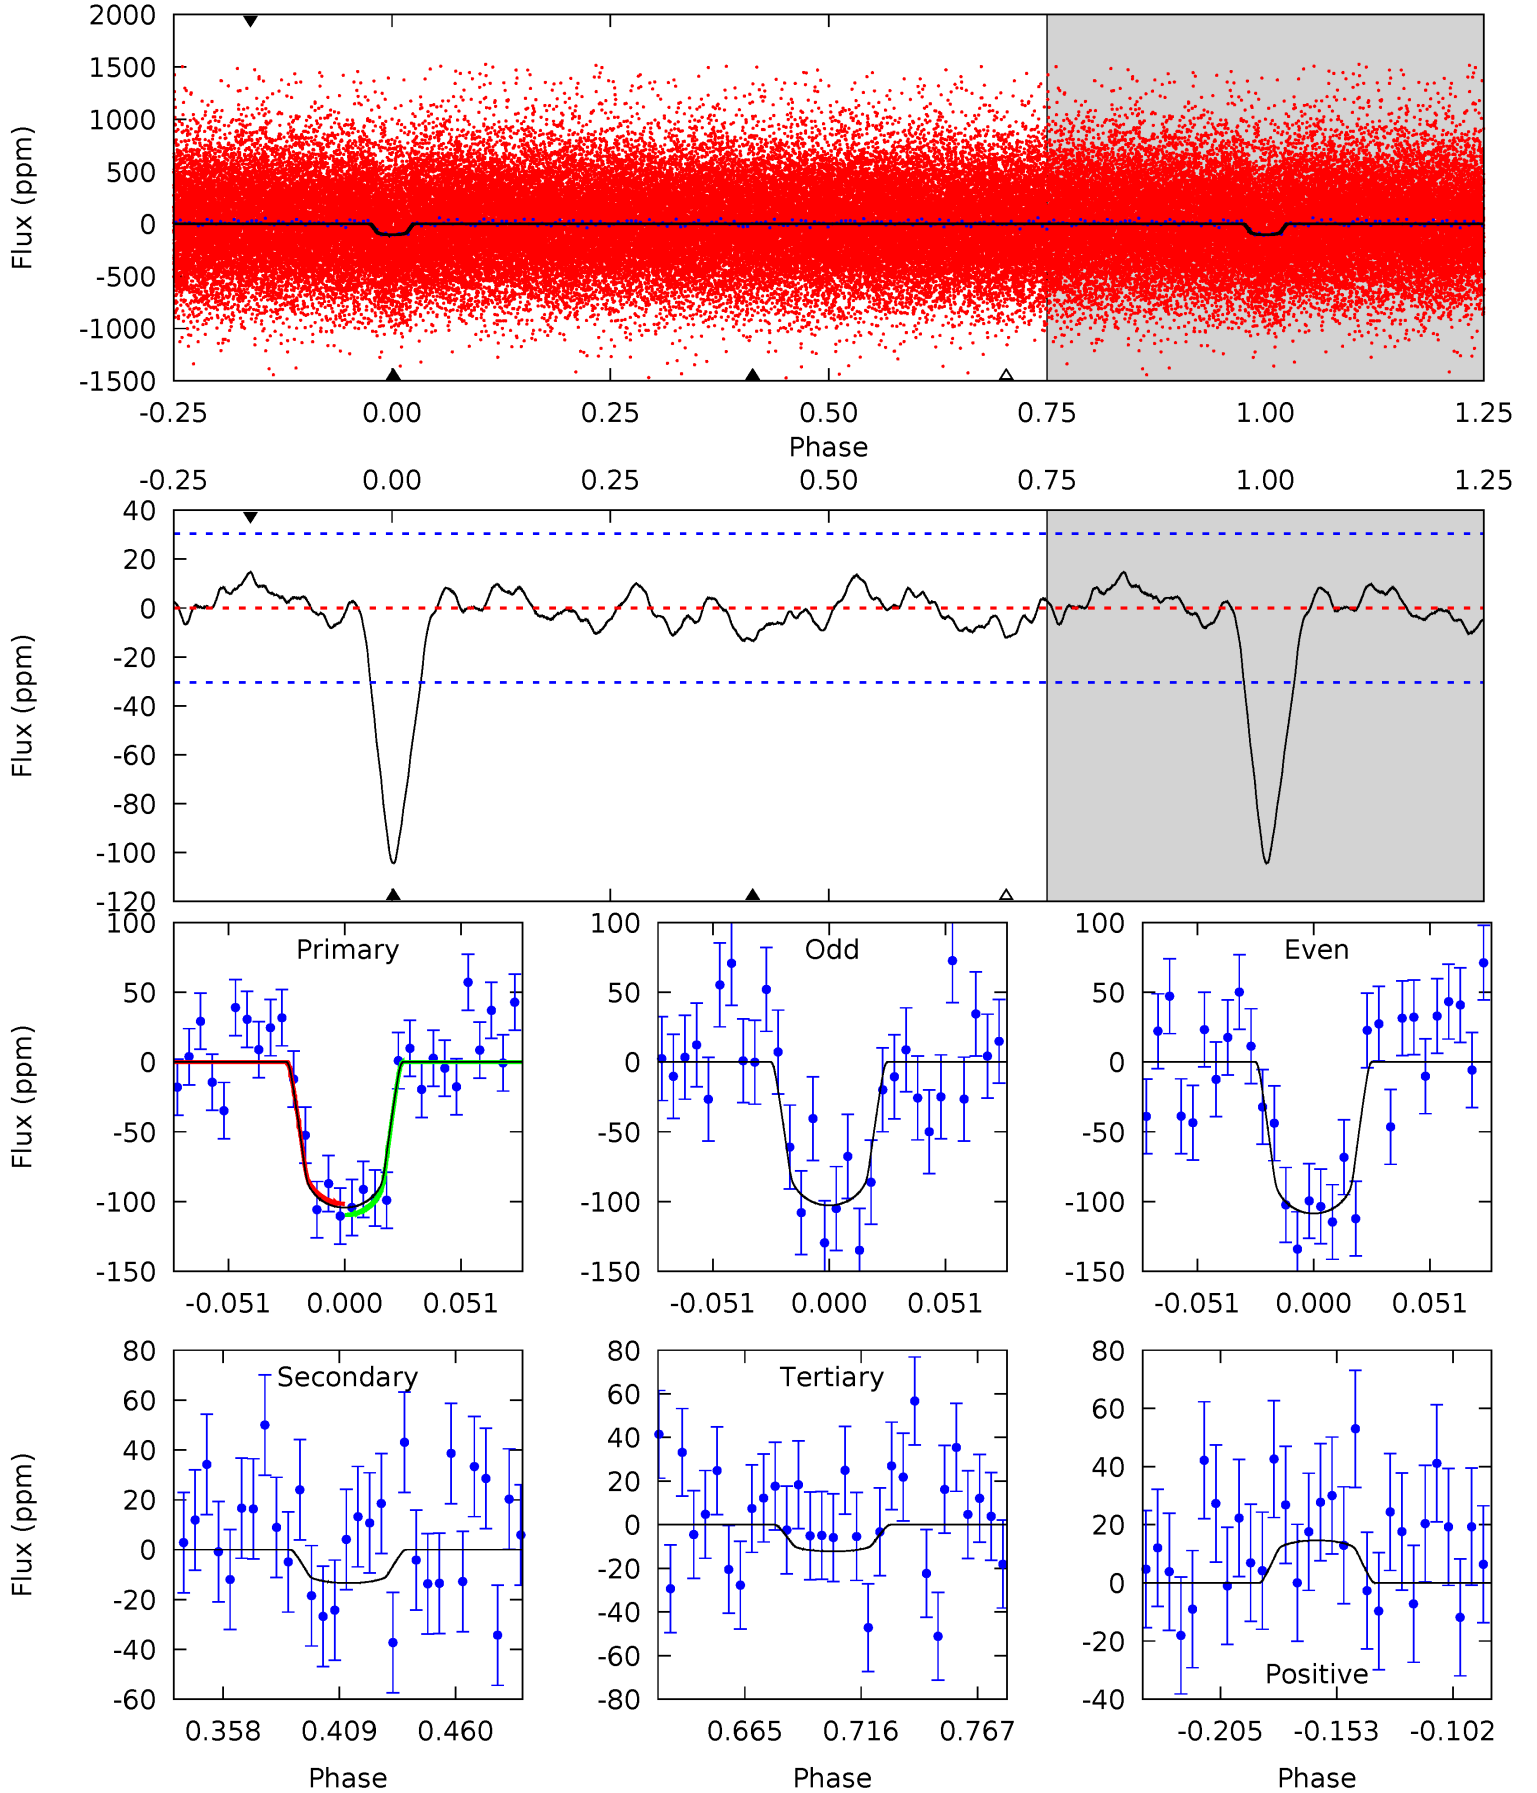 2000
1500
1000
500
0
-500
-1000
-1500
Flux (ppm)
-0.25 0.00 0.25 0.50 0.75 1.00 1.25
Phase
-0.25 0.00 0.25 0.50 0.75 1.00 1.25
40
20
0
-20
-40
-60
-80
-100
-120
Flux (ppm)
Primary Odd Even
100 100 100
50 50 50
0 0 0
-50 -50 -50
-100 -100 -100
-150 -150 -150
Flux (ppm)
-0.051 0.000 0.051 -0.051 0.000 0.051 -0.051 0.000 0.051
Secondary Tertiary Positive
80 80 80
60 60 60
40 40 40
20 20 20
0 0 0
-20 -20 -20
-40 -40 -40
-60 -60
-80
Flux (ppm)
0.358 0.409 0.460 0.665 0.716 0.767 -0.205 -0.153 -0.102
Phase Phase Phase